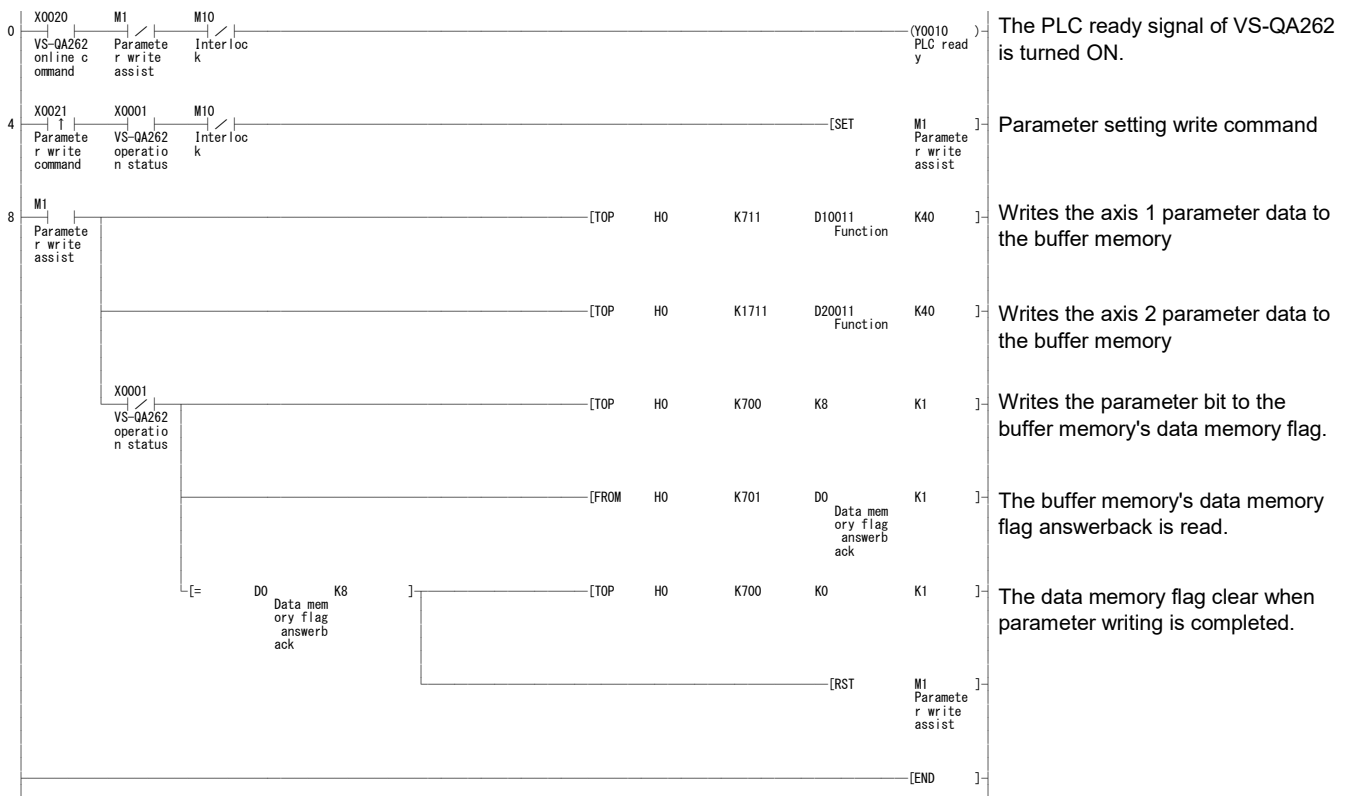 X0020 M1 M10
0 (Y0010 ) The PLC ready signal of VS-QA262
VS-QA262 Paramete Interloc PLC read is turned ON.
online c r write k y
ommand assist
X0021 X0001 M10
4 ↑ [SET M1 ] Parameter setting write command
Paramete VS-QA262 Interloc Paramete
r write operatio k r write
command n status assist
M1
8 [TOP H0 K711 D10011 K40 ] Writes the axis 1 parameter data to
Paramete Function the buffer memory
r write
assist
[TOP H0 K1711 D20011 K40 ] Writes the axis 2 parameter data to
Function the buffer memory
X0001
[TOP H0 K700 K8 K1 ] Writes the parameter bit to the
VS-QA262 buffer memory's data memory flag.
operatio
n status
[FROM H0 K701 D0 K1 ] The buffer memory's data memory
Data mem flag answerback is read.
ory flag
answerb
ack
[= D0 K8 ] [TOP H0 K700 K0 K1 ] The data memory flag clear when
Data mem parameter writing is completed.
ory flag
answerb
ack
[RST M1 ]
Paramete
r write
assist
[END ]